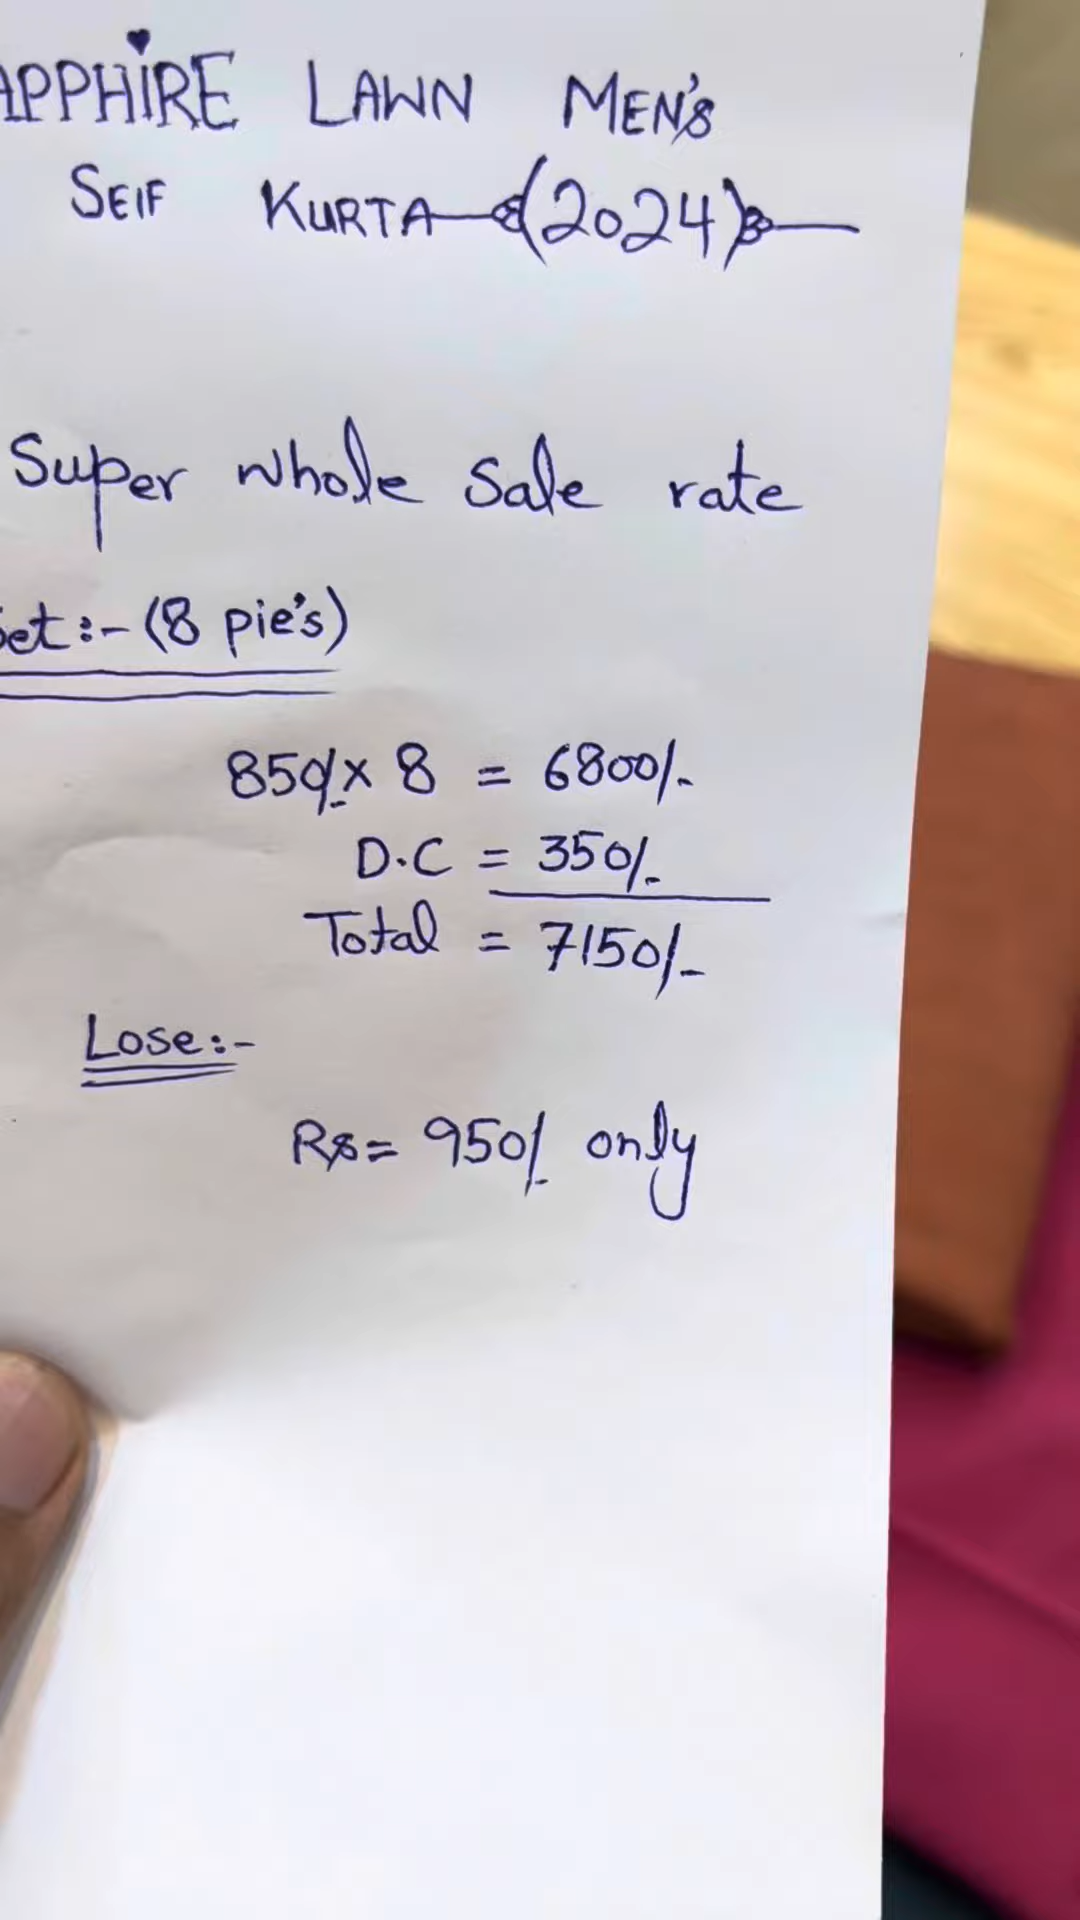 APPHIRE LAWN MEN'S
SEIF KURTA (2024)
Super whole Sale rate
Set:- (8 pie's)
850/- x 8 = 6800/-
D.C = 350/-
Total = 7150/-
Lose:-
Rs = 950/- only